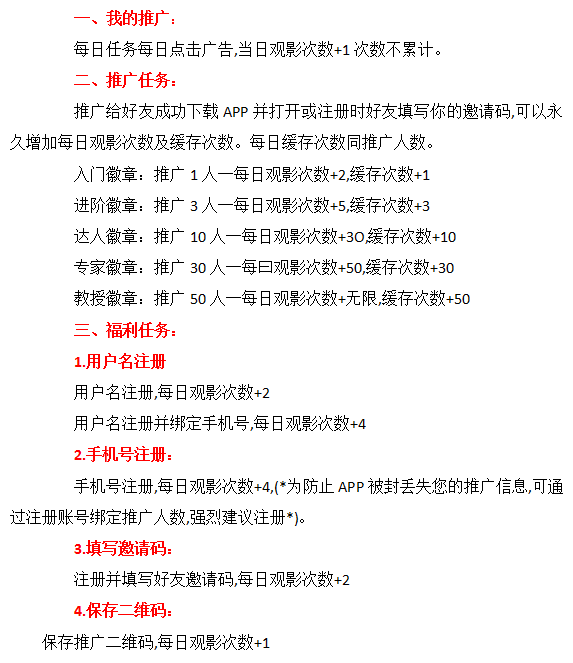 一、我的推广：
每日任务每日点击广告,当日观影次数+1次数不累计。
二、推广任务：
推广给好友成功下载APP并打开或注册时好友填写你的邀请码,可以永
久增加每日观影次数及缓存次数。每日缓存次数同推广人数。
入门徽章：推广1人一每日观影次数+2,缓存次数+1
进阶徽章：推广3人一每日观影次数+5,缓存次数+3
达人徽章：推广10人一每日观影次数+3O,缓存次数+10
专家徽章：推广30人一每曰观影次数+50,缓存次数+30
教授徽章：推广50人一每日观影次数+无限,缓存次数+50
三、福利任务：
1.用户名注册
用户名注册,每日观影次数+2
用户名注册并绑定手机号,每日观影次数+4
2.手机号注册：
手机号注册,每日观影次数+4,(*为防止APP被封丢失您的推广信息,可通
过注册账号绑定推广人数,强烈建议注册*)。
3.填写邀请码：
注册并填写好友邀请码,每日观影次数+2
4.保存二维码：
保存推广二维码,每日观影次数+1